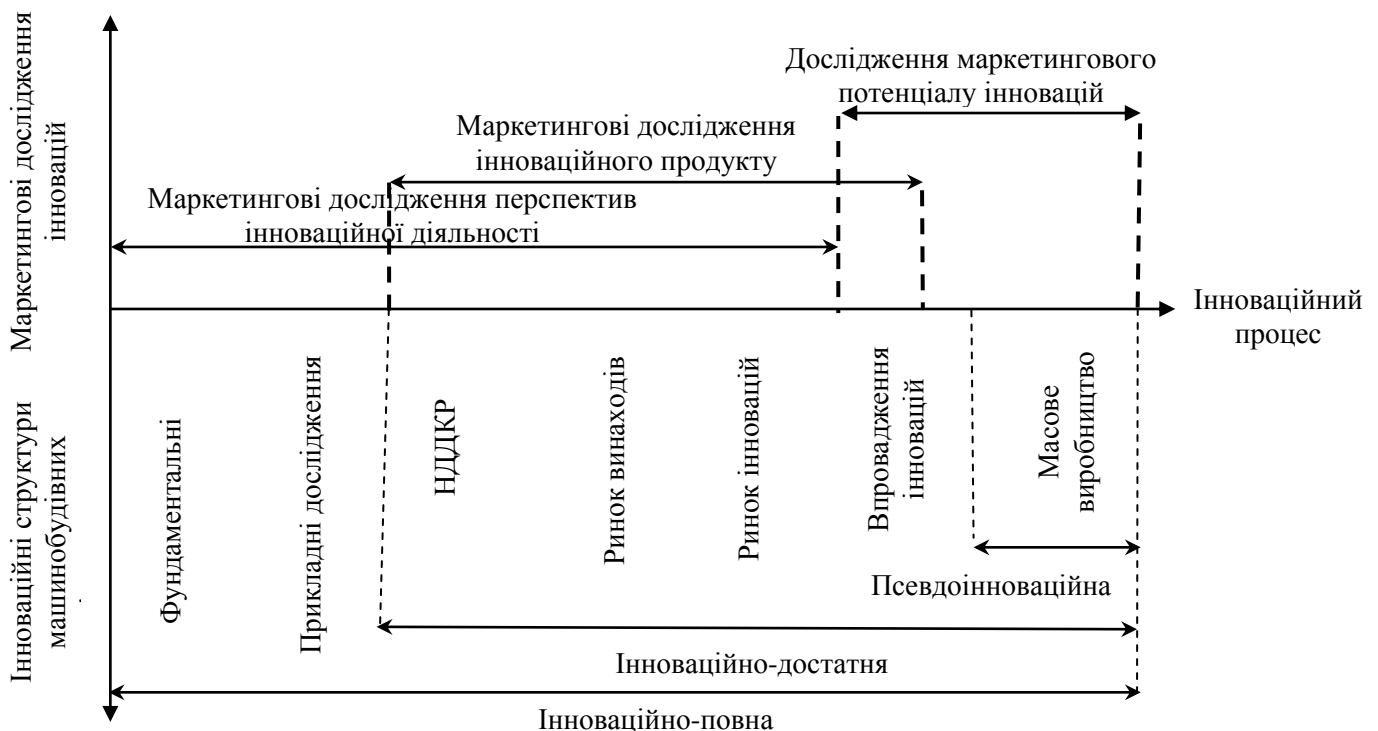 Маркетингові дослідження
інновацій
Дослідження маркетингового
потенціалу інновацій
Маркетингові дослідження
інноваційного продукту
Маркетингові дослідження перспектив
інноваційної діяльності
Інноваційний
процес
Інноваційні структури
машинобудівних
Фундаментальні
Прикладні дослідження
НДДКР
Ринок винаходів
Ринок інновацій
Впровадження
інновацій
Масове
виробництво
Псевдоінноваційна
Інноваційно-достатня
Інноваційно-повна